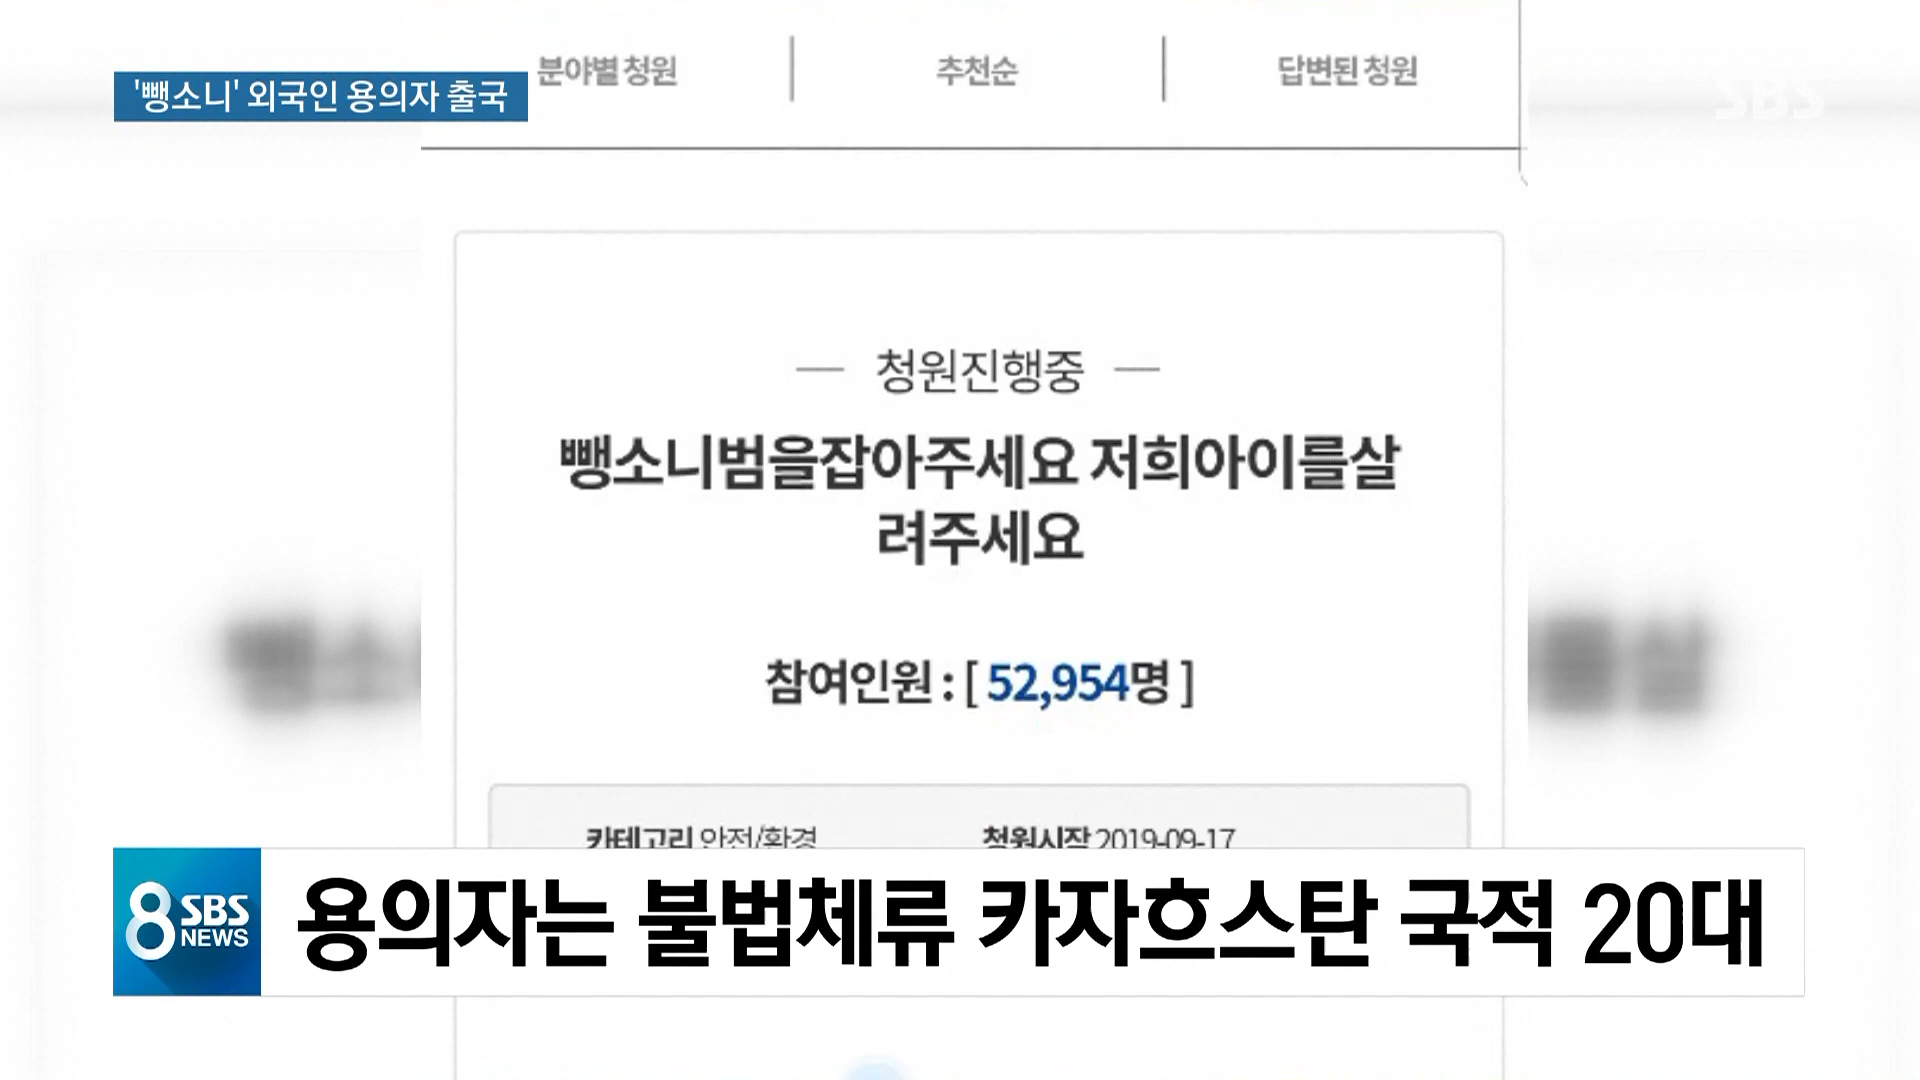 '뺑소니' 외국인 용의자 출국
분야별 청원 추천순 답변된 청원
SBS
청원진행중
뺑소니범을잡아주세요 저희아이를살
려주세요
참여인원 : [ 52,954명 ]
카테고리 안전/환경 청원시작 2019-09-17
8 SBS NEWS
용의자는 불법체류 카자흐스탄 국적 20대